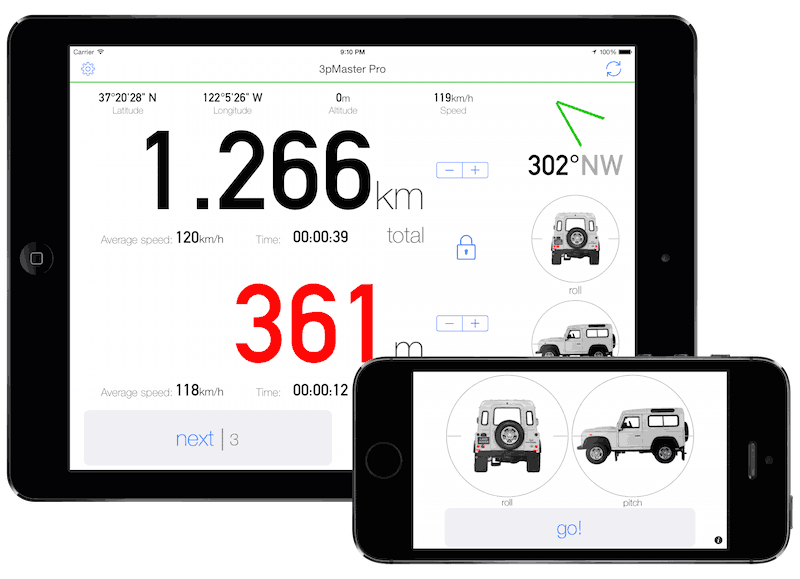 Carrier 9:10 PM 100%
3pMaster Pro
37°20'28" N 122°5'26" W 0m 119km/h
Latitude Longitude Altitude Speed
302°NW
1.266km
total
Average speed: 120km/h Time: 00:00:39
roll
361 m
Average speed: 118km/h Time: 00:00:12
next | 3
roll pitch
go!